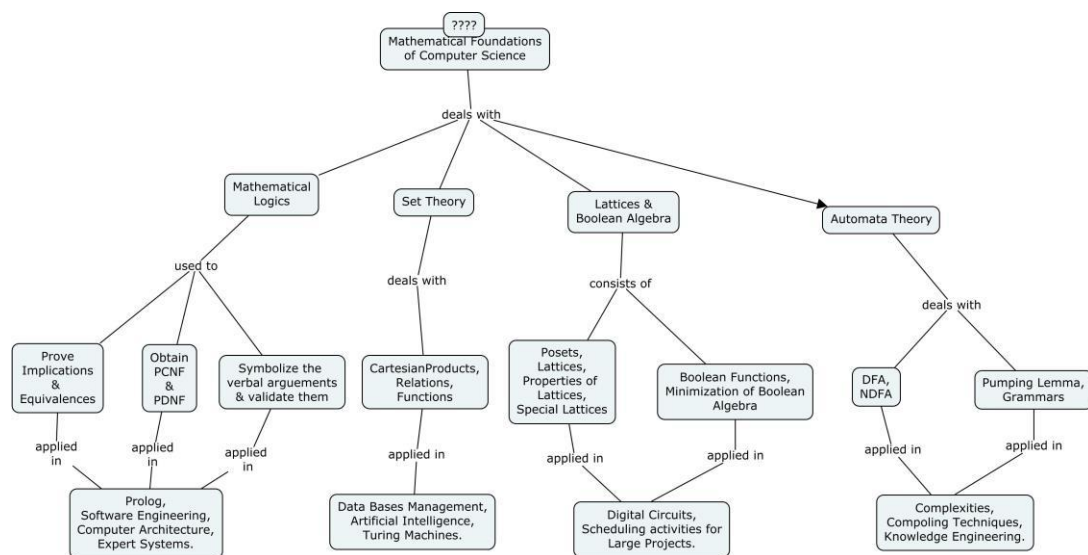 ????
Mathematical Foundations
of Computer Science
deals with
Mathematical
Logics
Set Theory
Lattices &
Boolean Algebra
Automata Theory
used to
deals with
consists of
deals with
Prove
Implications
&
Equivalences
Obtain
PCNF
&
PDNF
Symbolize the
verbal arguements
& validate them
CartesianProducts,
Relations,
Functions
Posets,
Lattices,
Properties of
Lattices,
Special Lattices
Boolean Functions,
Minimization of Boolean
Algebra
DFA,
NDFA
Pumping Lemma,
Grammars
applied
in
applied
in
applied
in
applied in
applied in
applied in
applied in
applied in
Prolog,
Software Engineering,
Computer Architecture,
Expert Systems.
Data Bases Management,
Artificial Intelligence,
Turing Machines.
Digital Circuits,
Scheduling activities for
Large Projects.
Complexities,
Compoling Techniques,
Knowledge Engineering.